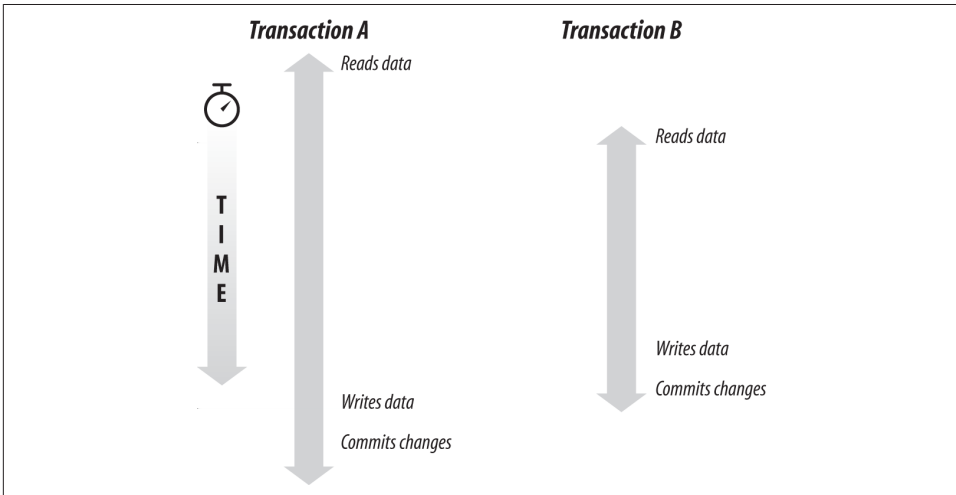 Transaction A
Transaction B
Reads data
Reads data
T
I
M
E
Writes data
Commits changes
Writes data
Commits changes